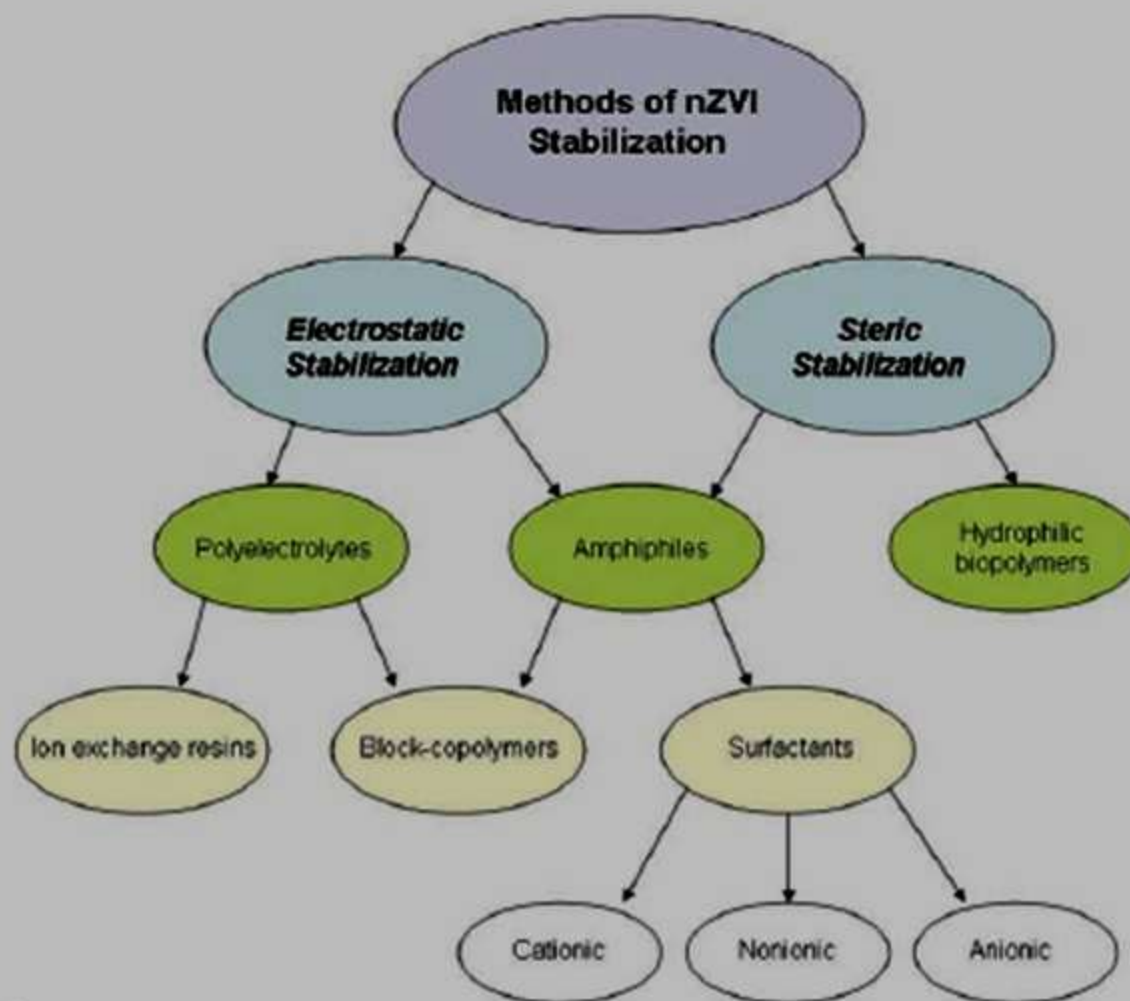 Methods of nZVI
Stabilization
Electrostatic
Stabilization
Steric
Stabilization
Polyelectrolytes
Amphiphiles
Hydrophilic
biopolymers
Ion exchange resins
Block-copolymers
Surfactants
Cationic
Nonionic
Anionic